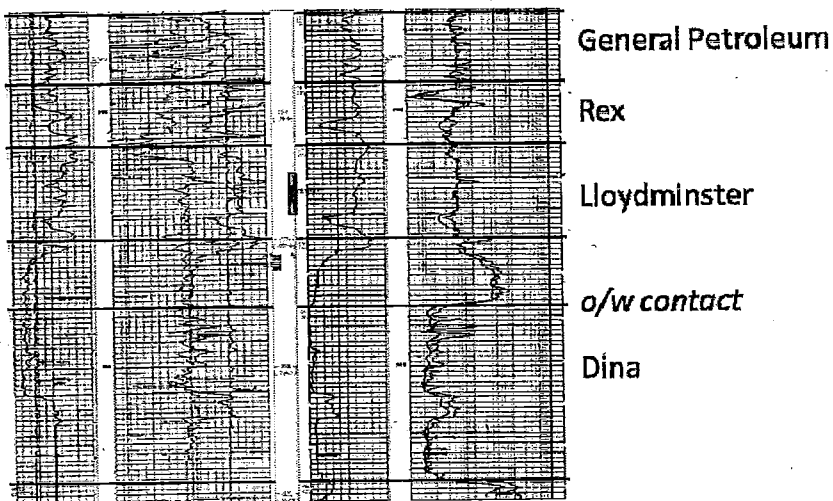 General Petroleum
Rex
Lloydminster
o/w contact
Dina